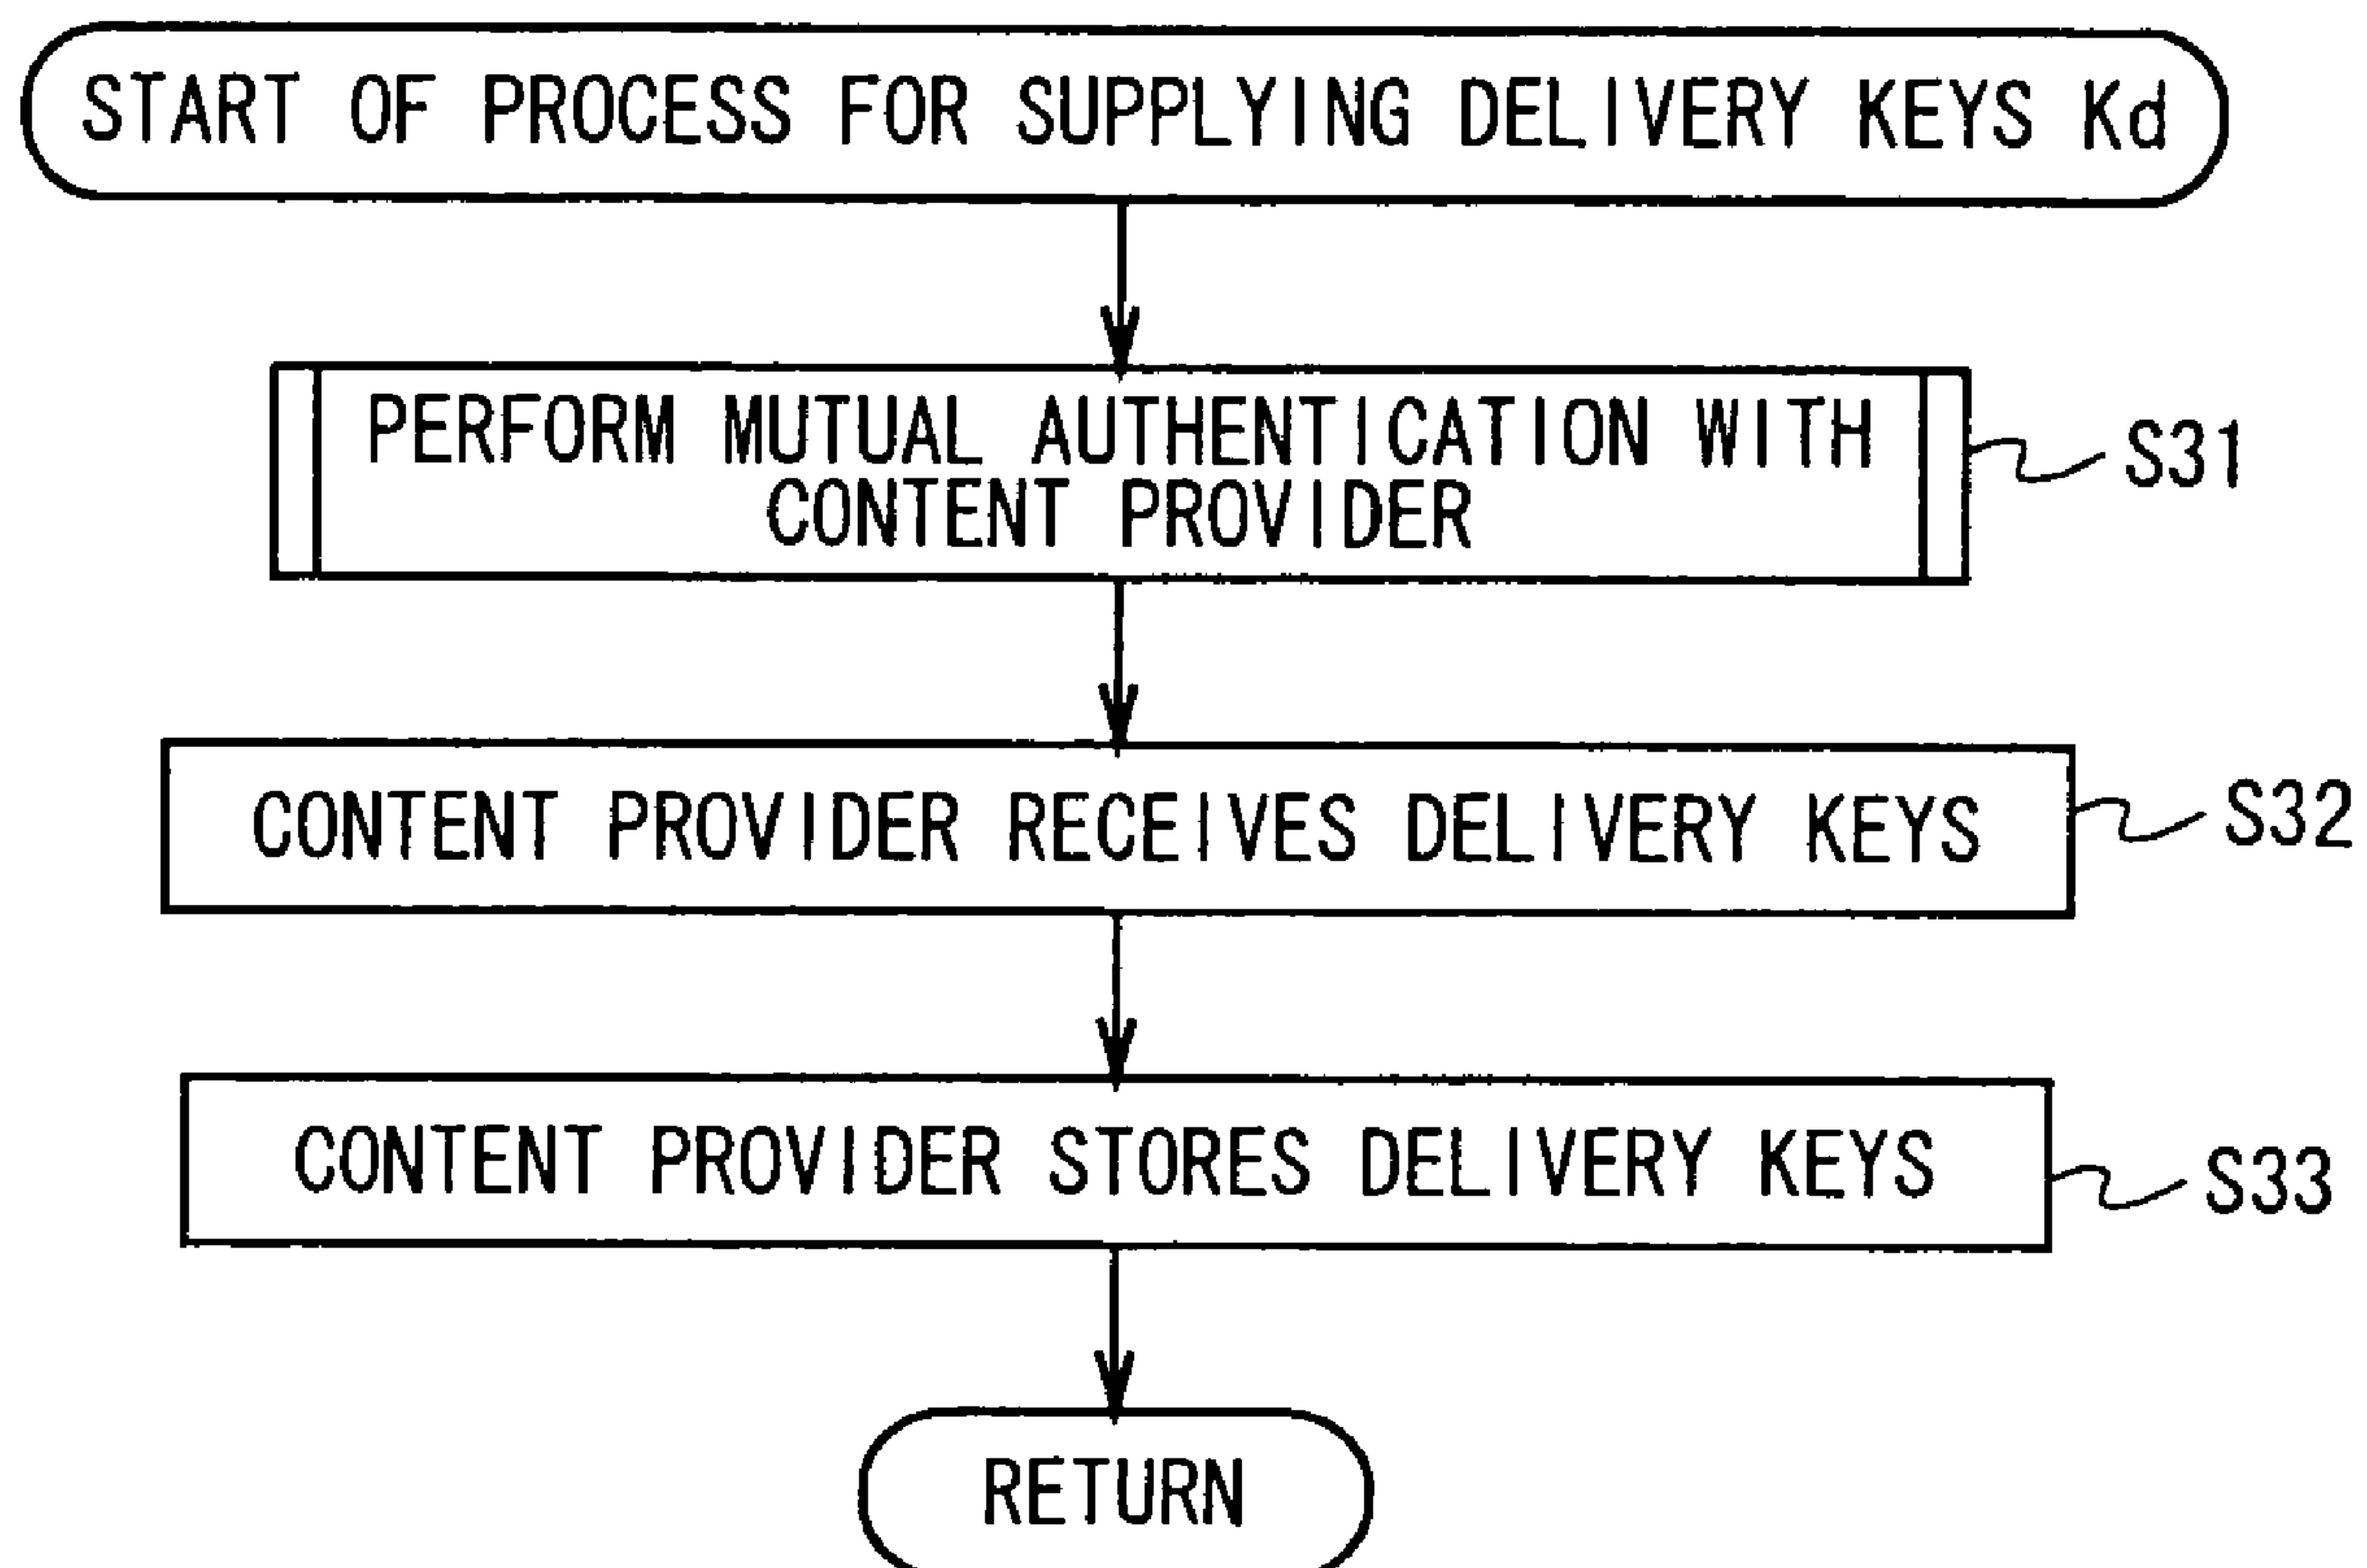 START OF PROCESS FOR SUPPLYING DELIVERY KEYS Kd
PERFORM MUTUAL AUTHENTICATION WITH
CONTENT PROVIDER
S31
CONTENT PROVIDER RECEIVES DELIVERY KEYS
S32
CONTENT PROVIDER STORES DELIVERY KEYS
S33
RETURN